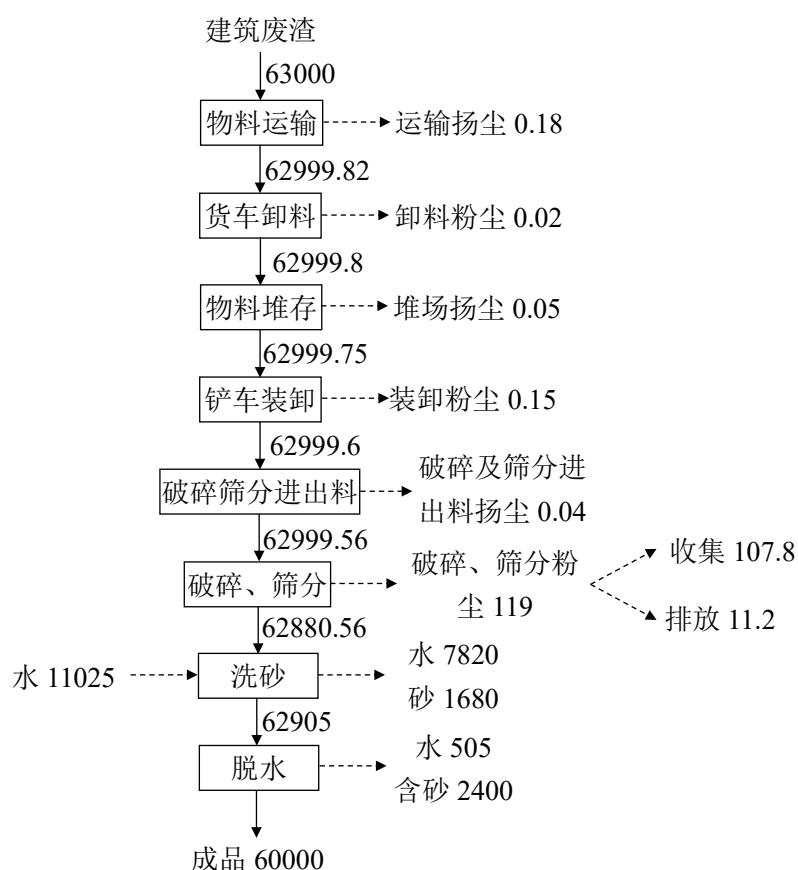 建筑废渣
63000
物料运输
运输扬尘 0.18
62999.82
货车卸料
卸料粉尘 0.02
62999.8
物料堆存
堆场扬尘 0.05
62999.75
铲车装卸
装卸粉尘 0.15
62999.6
破碎筛分进出料
破碎及筛分进
出料扬尘 0.04
62999.56
破碎、筛分
破碎、筛分粉
尘 119
收集 107.8
排放 11.2
62880.56
水 11025
洗砂
水 7820
砂 1680
62905
脱水
水 505
含砂 2400
成品 60000